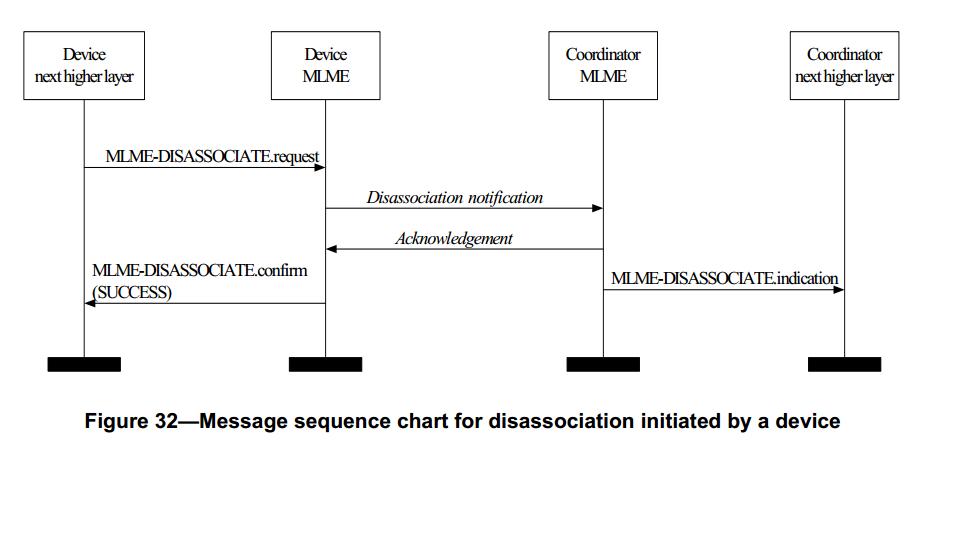 Device
next higher layer
Device
MLME
Coordinator
MLME
Coordinator
next higher layer
MLME-DISASSOCIATE.request
Disassociation notification
Acknowledgement
MLME-DISASSOCIATE.confirm
(SUCCESS)
MLME-DISASSOCIATE.indication
Figure 32—Message sequence chart for disassociation initiated by a device